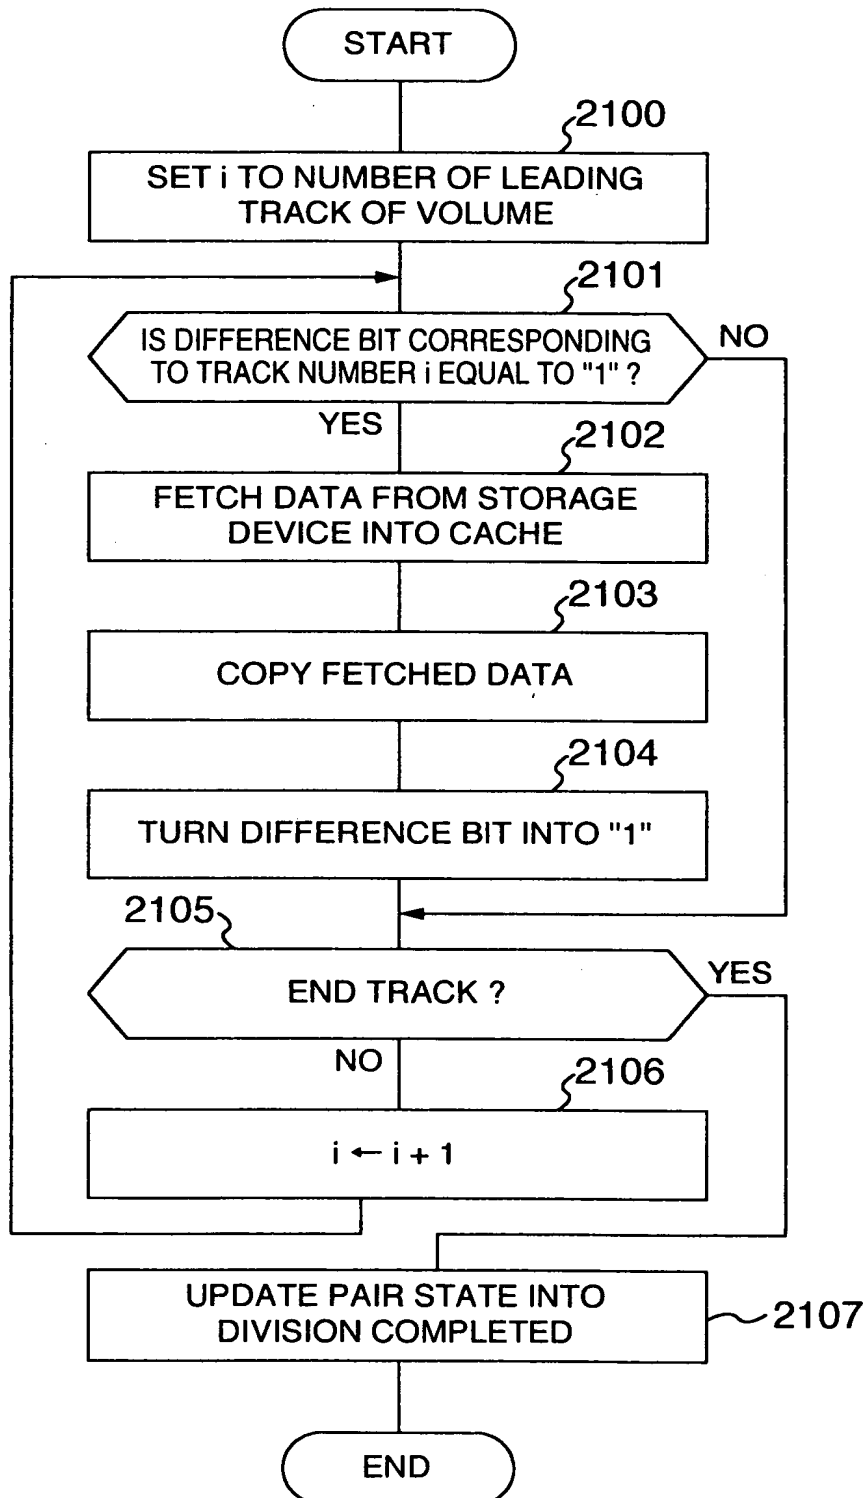 START
2100
SET i TO NUMBER OF LEADING
TRACK OF VOLUME
2101
IS DIFFERENCE BIT CORRESPONDING
TO TRACK NUMBER i EQUAL TO "1" ?
NO
YES
2102
FETCH DATA FROM STORAGE
DEVICE INTO CACHE
2103
COPY FETCHED DATA
2104
TURN DIFFERENCE BIT INTO "1"
2105
END TRACK ?
YES
NO
2106
i ← i + 1
UPDATE PAIR STATE INTO
DIVISION COMPLETED
2107
END